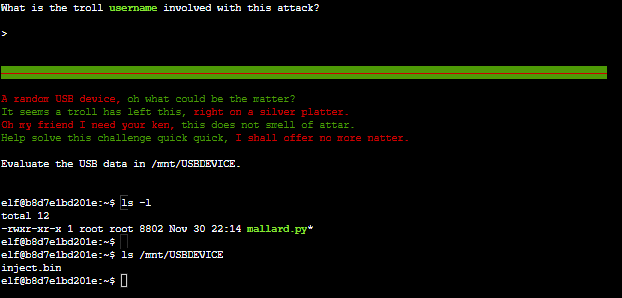 What is the troll username involved with this attack?
>
A random USB device, oh what could be the matter?
It seems a troll has left this, right on a silver platter.
Oh my friend I need your ken, this does not smell of attar.
Help solve this challenge quick quick, I shall offer no more natter.
Evaluate the USB data in /mnt/USBDEVICE.
elf@b8d7e1bd201e:~$ ls -l
total 12
-rwxr-xr-x 1 root root 8802 Nov 30 22:14 mallard.py*
elf@b8d7e1bd201e:~$
elf@b8d7e1bd201e:~$ ls /mnt/USBDEVICE
inject.bin
elf@b8d7e1bd201e:~$